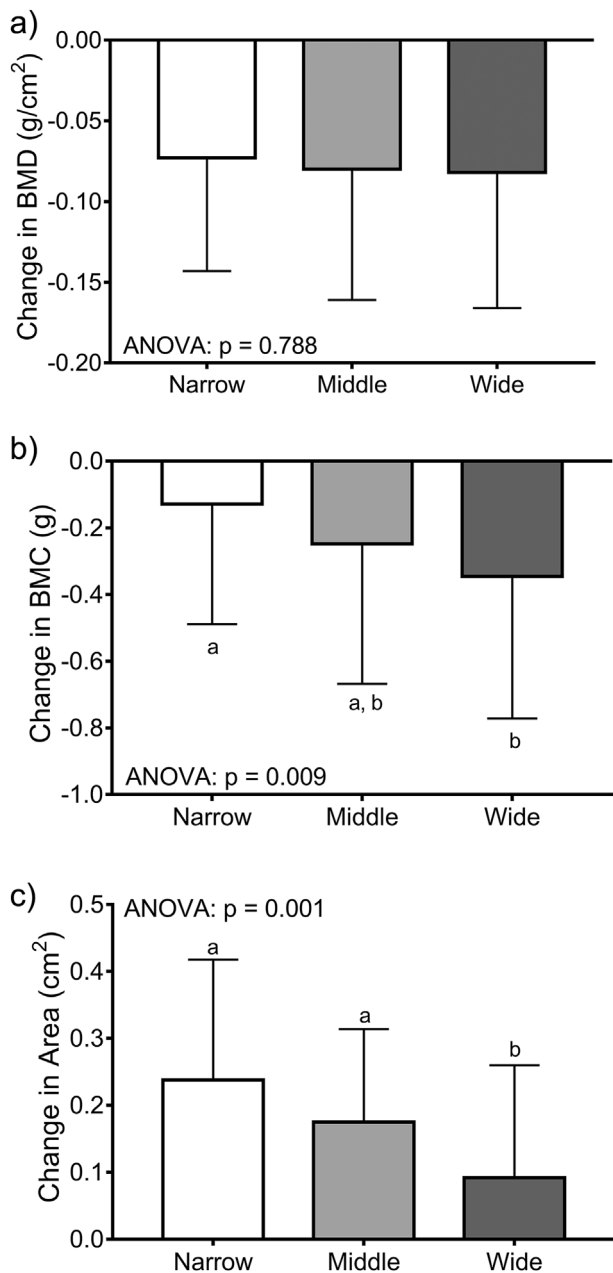 a)
Change in BMD (g/cm²)
0.00
-0.05
-0.10
-0.15
-0.20
ANOVA: p = 0.788
Narrow Middle Wide
b)
Change in BMC (g)
0.0
-0.2
-0.4
-0.6
-0.8
-1.0
a
a, b
b
ANOVA: p = 0.009
Narrow Middle Wide
c)
Change in Area (cm²)
0.5
0.4
0.3
0.2
0.1
0.0
ANOVA: p = 0.001
a
a
b
Narrow Middle Wide